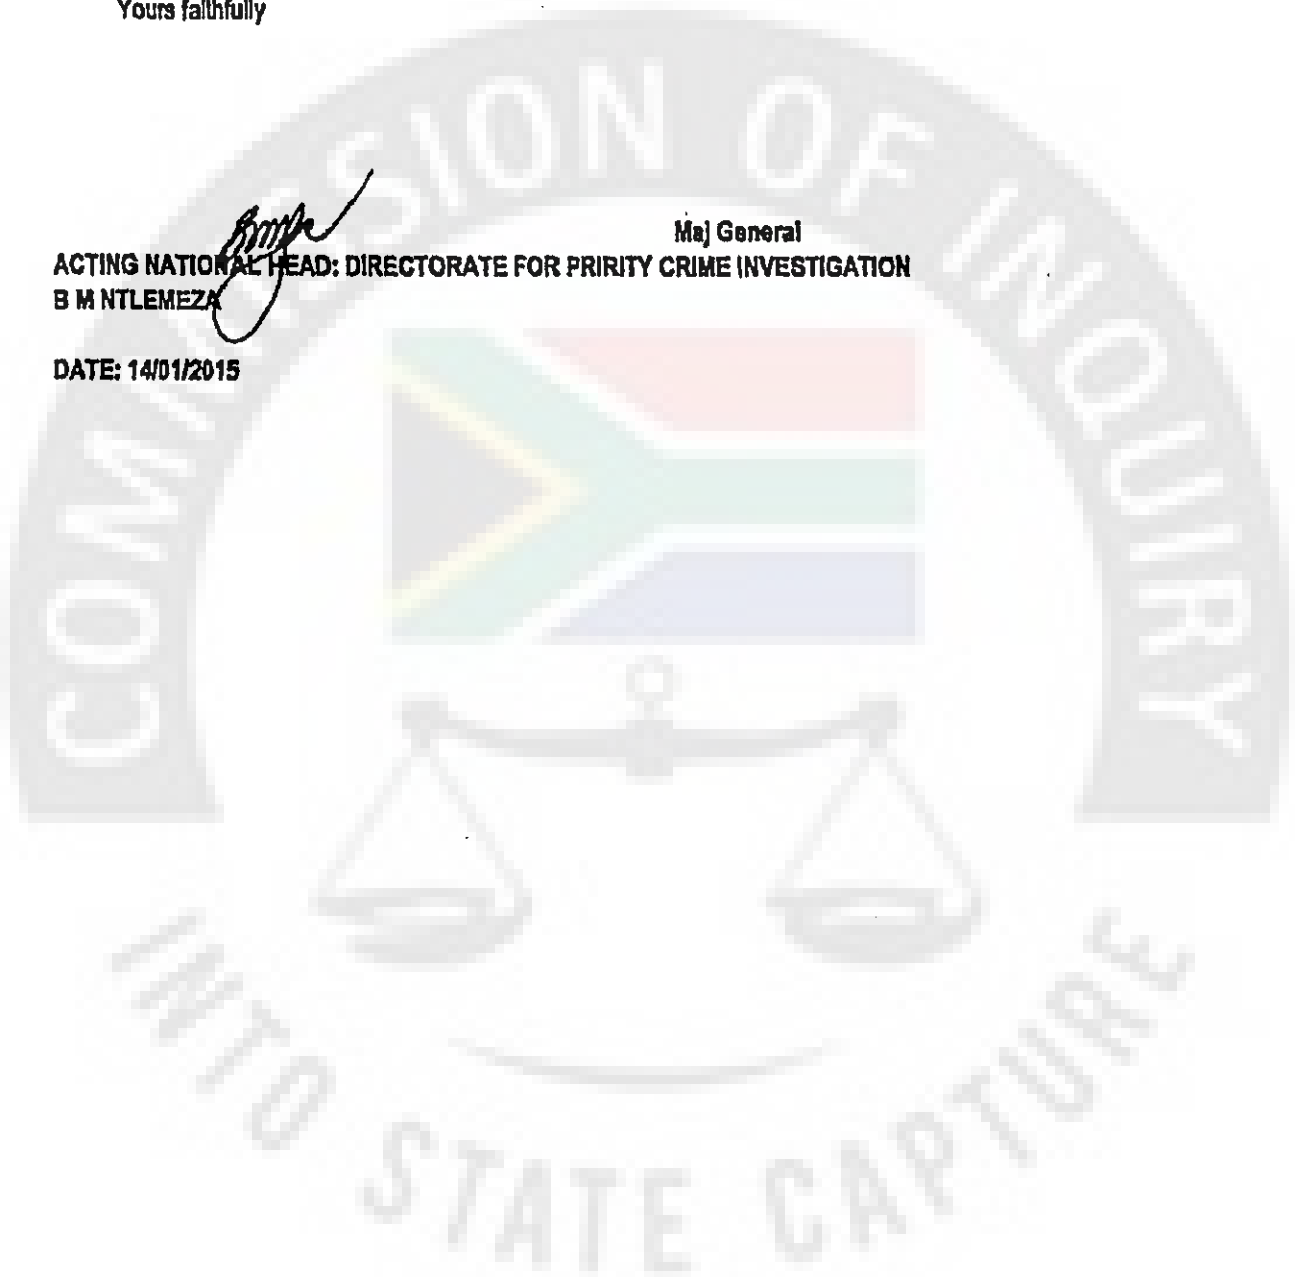 Yours faithfully
Maj General
ACTING NATIONAL HEAD: DIRECTORATE FOR PRIRITY CRIME INVESTIGATION
B M NTLEMEZA
DATE: 14/01/2015
COMMISSION OF INQUIRY
INTO STATE CAPTURE